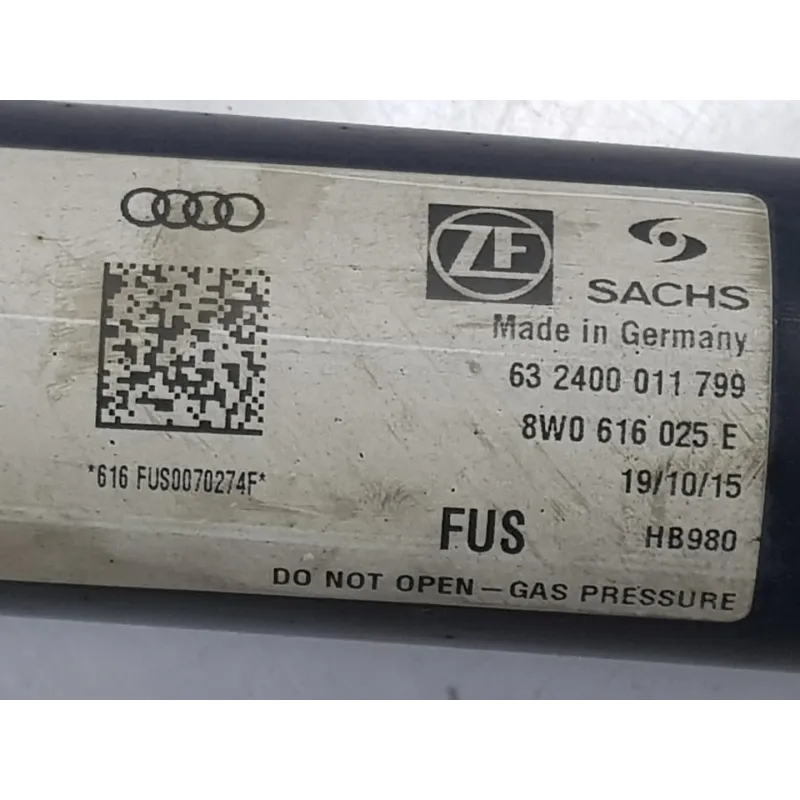 ZF
SACHS
Made in Germany
63 2400 011 799
8W0 616 025 E
*616 FUS0070274F*
19/10/15
FUS
HB980
DO NOT OPEN – GAS PRESSURE